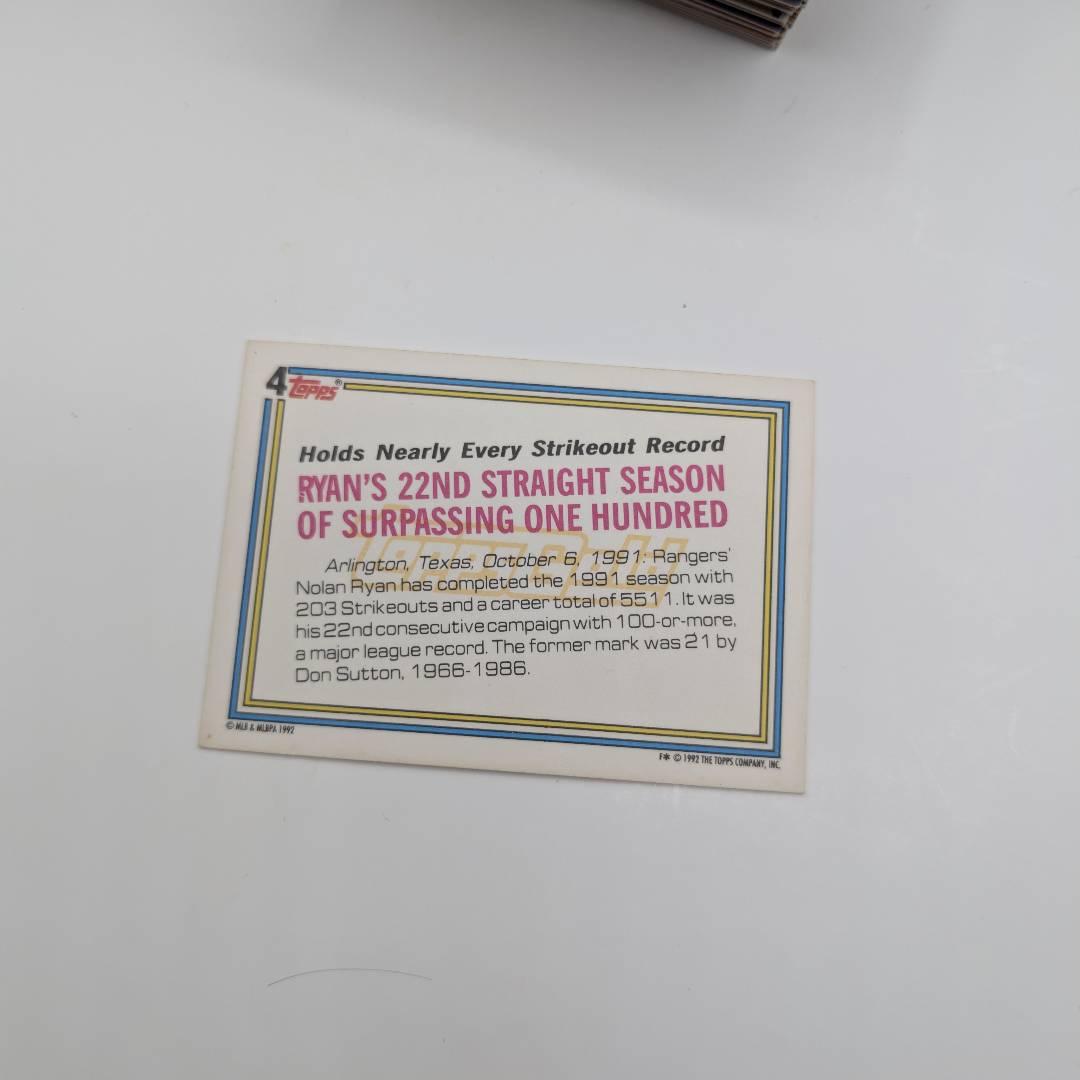 4 Topps®
Holds Nearly Every Strikeout Record
RYAN'S 22ND STRAIGHT SEASON
OF SURPASSING ONE HUNDRED
ToppsGold
Arlington, Texas, October 6, 1991: Rangers'
Nolan Ryan has completed the 1991 season with
203 Strikeouts and a career total of 5511. It was
his 22nd consecutive campaign with 100-or-more,
a major league record. The former mark was 21 by
Don Sutton, 1966-1986.
© MLB & MLBPA 1992
F* © 1992 THE TOPPS COMPANY, INC.